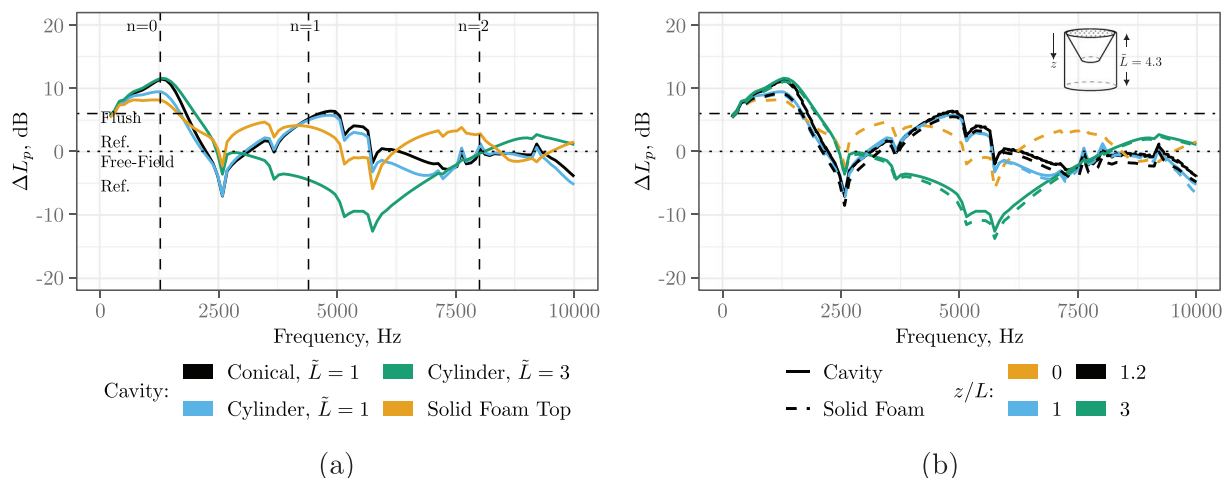 20
10
0
-10
-20
ΔL_p, dB
n=0
n=1
n=2
Flush
Ref.
Free-Field
Ref.
0
2500
5000
7500
10000
Frequency, Hz
Cavity:
Conical, L̃ = 1
Cylinder, L̃ = 3
Cylinder, L̃ = 1
Solid Foam Top
(a)
20
10
0
-10
-20
ΔL_p, dB
z
L̃ = 4.3
0
2500
5000
7500
10000
Frequency, Hz
Cavity
Solid Foam
z/L:
0
1.2
1
3
(b)